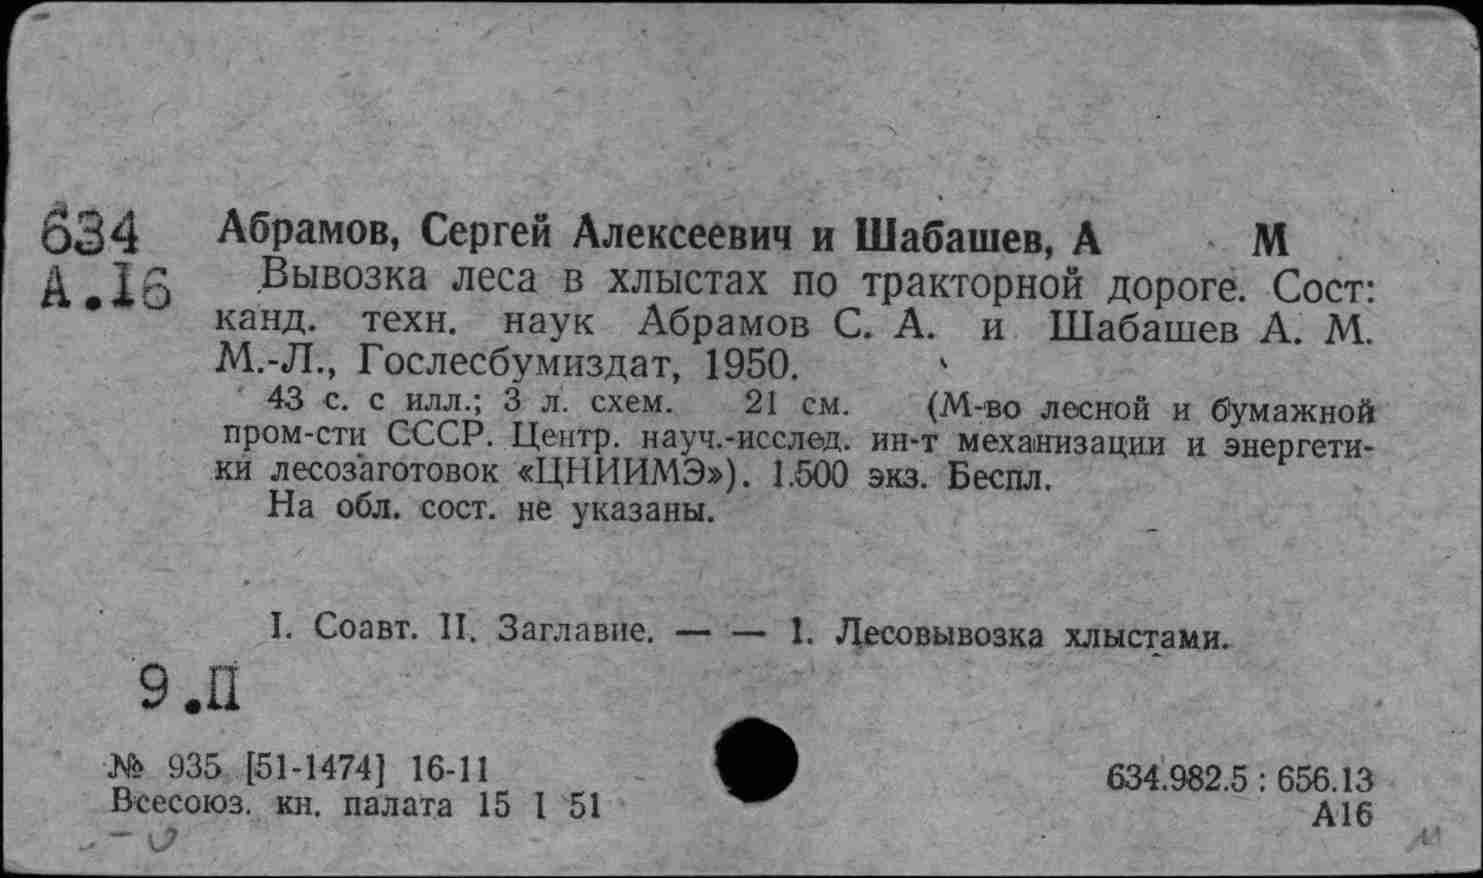 634 Абрамов, Сергей Алексеевич и Шабашев, А М
А.I6 Вывозка леса в хлыстах по тракторной дороге. Сост:
канд. техн. наук Абрамов С. А. и Шабашев А. М.
М.-Л., Гослесбумиздат, 1950.
43 с. с илл.; 3 л. схем. 21 см. (М-во лесной и бумажной
пром-сти СССР. Центр. науч.-исслед. ин-т механизации и энергети-
ки лесозаготовок «ЦНИИМЭ»). 1.500 экз. Беспл.
На обл. сост. не указаны.
I. Соавт. II. Заглавие. — — 1. Лесовывозка хлыстами.
9.П
№ 935 [51-1474] 16-11
Всесоюз. кн. палата 15 I 51
634.982.5 : 656.13
А16